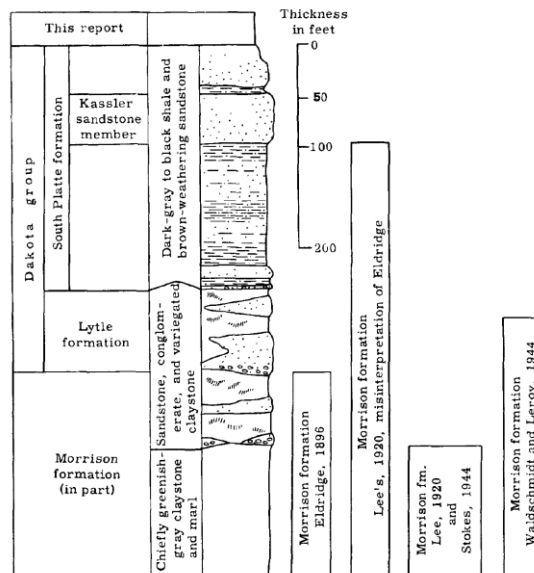 This report
Thickness
in feet
0
50
100
200
Dakota group
South Platte formation
Kassler
sandstone
member
Dark-gray to black shale and
brown-weathering sandstone
Lytle
formation
Sandstone, conglom-
erate, and variegated
claystone
Morrison
formation
(in part)
Chiefly greenish-
gray claystone
and marl
Morrison formation
Eldridge, 1896
Morrison formation
Lee's, 1920, misinterpretation of Eldridge
Morrison fm.
Lee, 1920
and
Stokes, 1944
Morrison formation
Waldschmidt and Leroy, 1944